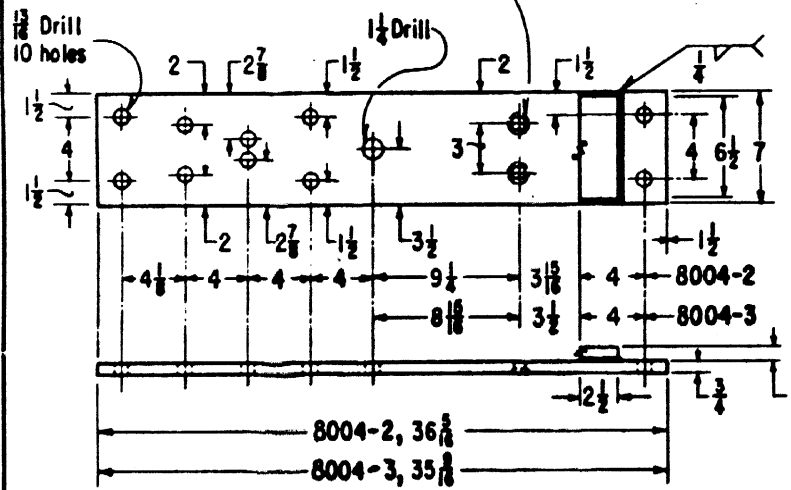 13/16 Drill
10 holes
1 1/4 Drill
2 2 7/8 1 1/2 2 1 1/2 1/4
1 1/2
4 3 4 6 1/2 7
1 1/2
2 2 7/8 1 1/2 3 1/2 1 1/2
4 1/8 4 4 4 9 1/4 3 15/16 4 8004-2
8 15/16 3 1/2 4 8004-3
2 1/2 3/4
8004-2, 36 5/16
8004-3, 35 9/16